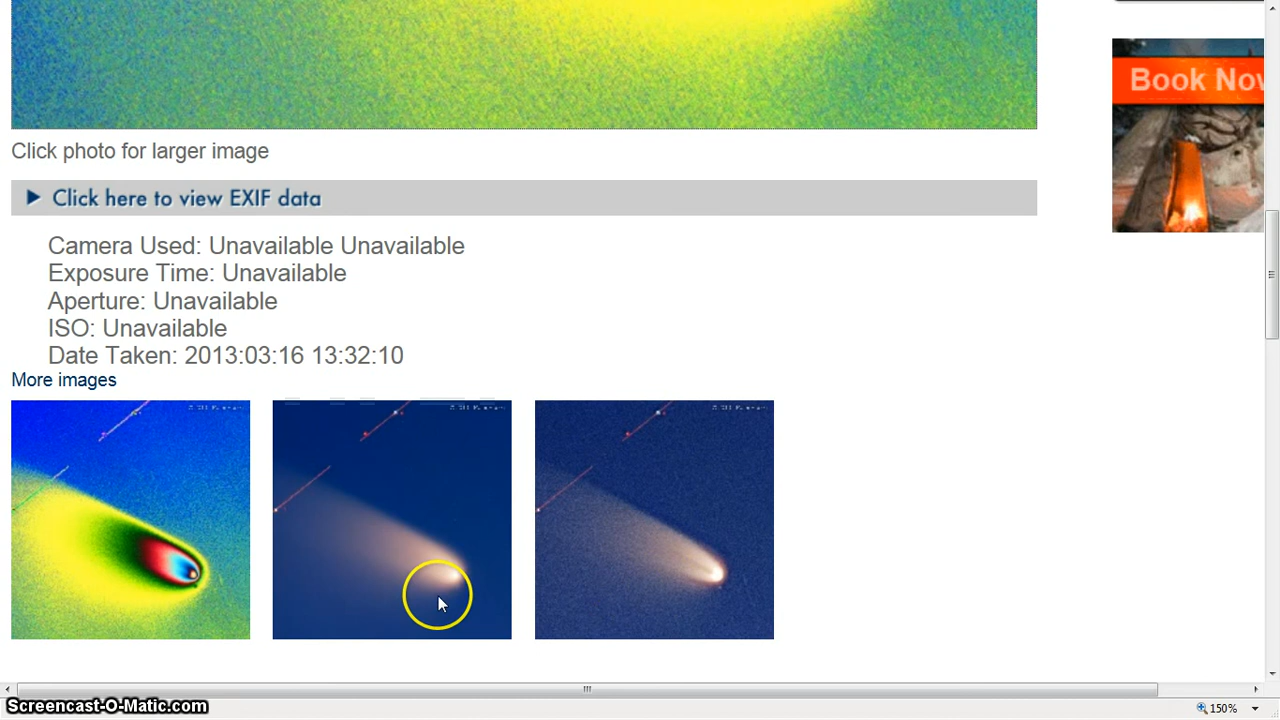 Book Now
Click photo for larger image
Click here to view EXIF data
Camera Used: Unavailable Unavailable
Exposure Time: Unavailable
Aperture: Unavailable
ISO: Unavailable
Date Taken: 2013:03:16 13:32:10
More images
Screencast-O-Matic.com
150%